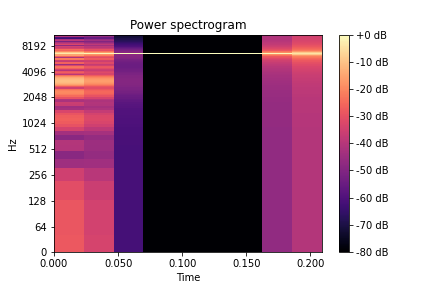 Power spectrogram
Hz
8192
4096
2048
1024
512
256
128
64
0
0.000 0.050 0.100 0.150 0.200
Time
+0 dB
-10 dB
-20 dB
-30 dB
-40 dB
-50 dB
-60 dB
-70 dB
-80 dB